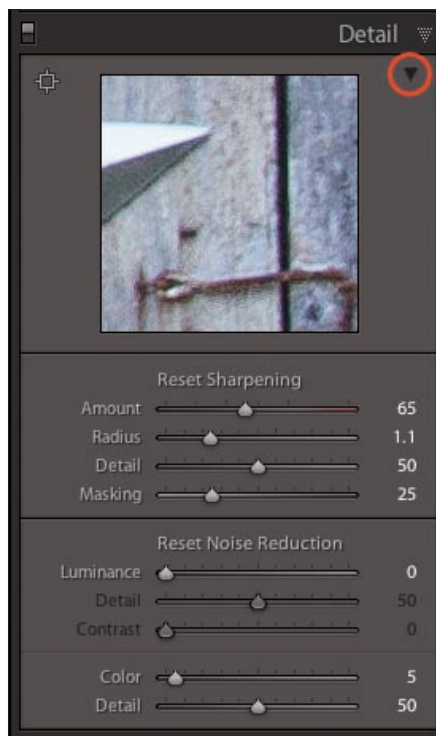 Detail
Reset Sharpening
Amount 65
Radius 1.1
Detail 50
Masking 25
Reset Noise Reduction
Luminance 0
Detail 50
Contrast 0
Color 5
Detail 50